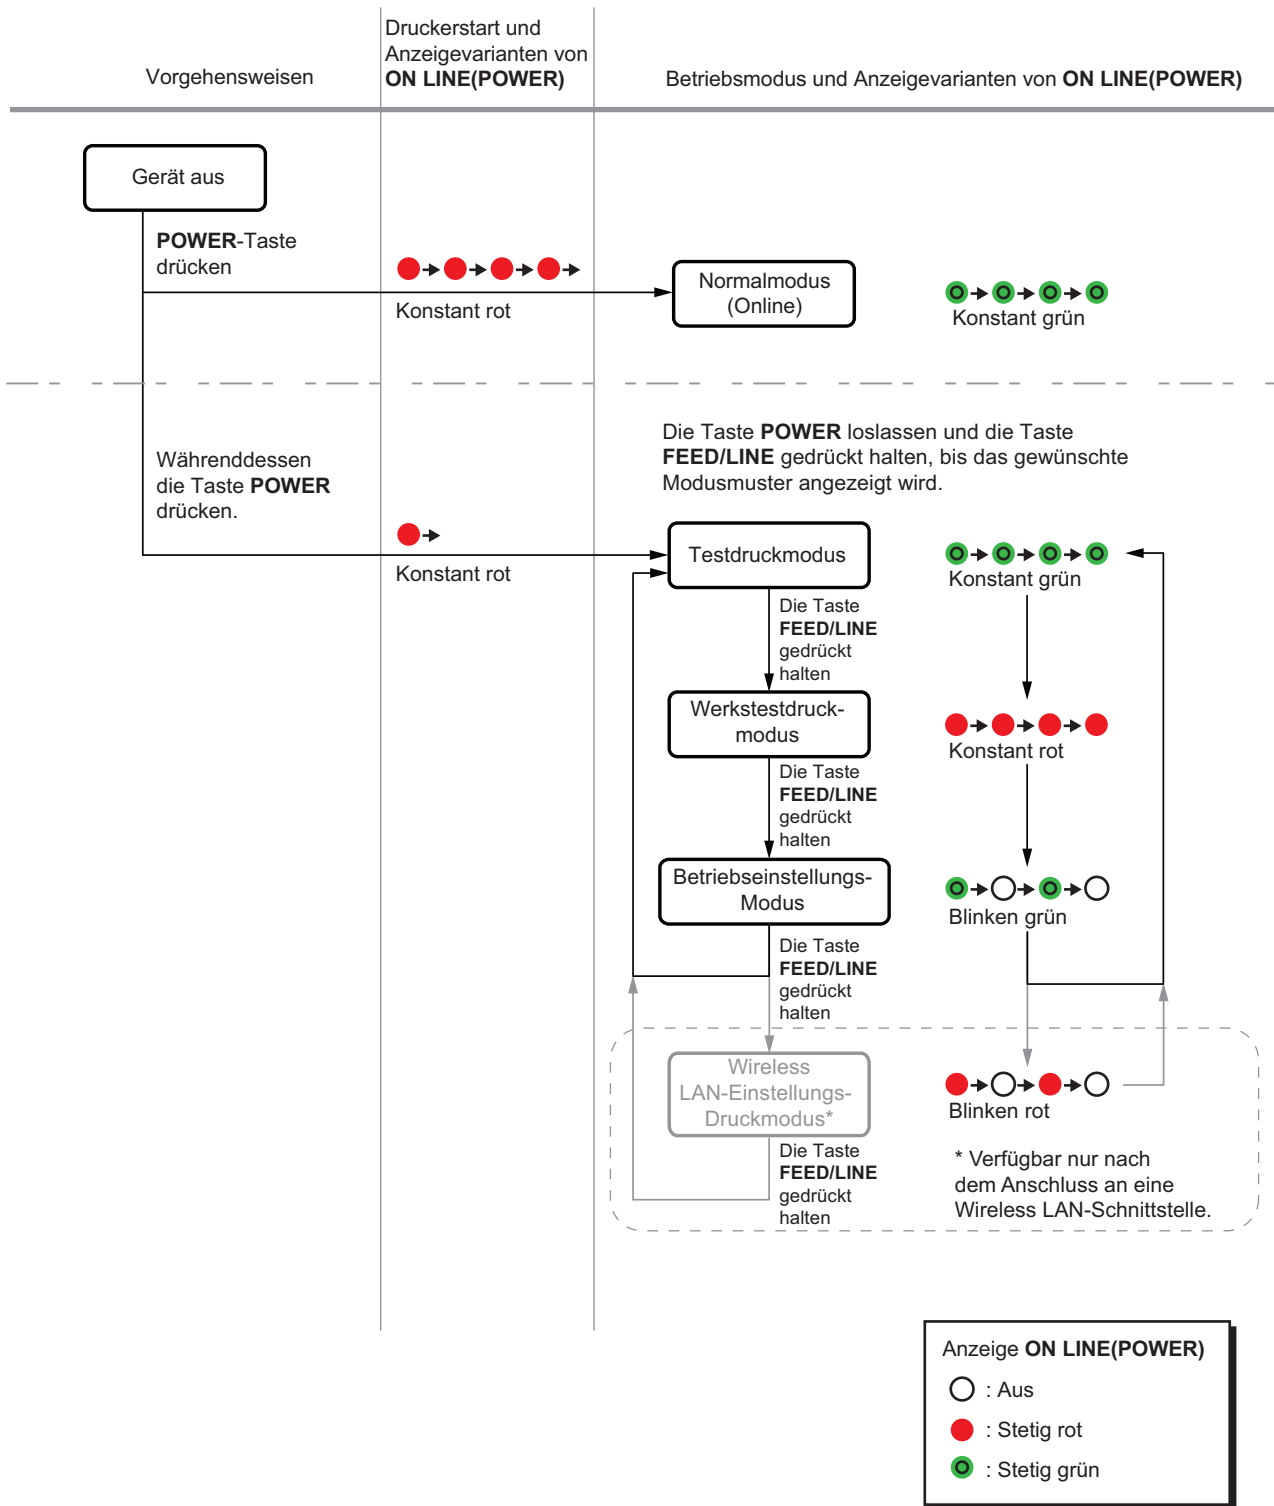 Vorgehensweisen
Druckerstart und
Anzeigevarianten von
ON LINE(POWER)
Betriebsmodus und Anzeigevarianten von ON LINE(POWER)
Gerät aus
POWER-Taste
drücken
Konstant rot
Normalmodus
(Online)
Konstant grün
Währenddessen
die Taste POWER
drücken.
Konstant rot
Die Taste POWER loslassen und die Taste
FEED/LINE gedrückt halten, bis das gewünschte
Modusmuster angezeigt wird.
Testdruckmodus
Konstant grün
Die Taste
FEED/LINE
gedrückt
halten
Werkstestdruck-
modus
Konstant rot
Die Taste
FEED/LINE
gedrückt
halten
Betriebseinstellungs-
Modus
Blinken grün
Die Taste
FEED/LINE
gedrückt
halten
Wireless
LAN-Einstellungs-
Druckmodus*
Blinken rot
Die Taste
FEED/LINE
gedrückt
halten
* Verfügbar nur nach
dem Anschluss an eine
Wireless LAN-Schnittstelle.
Anzeige ON LINE(POWER)
: Aus
: Stetig rot
: Stetig grün